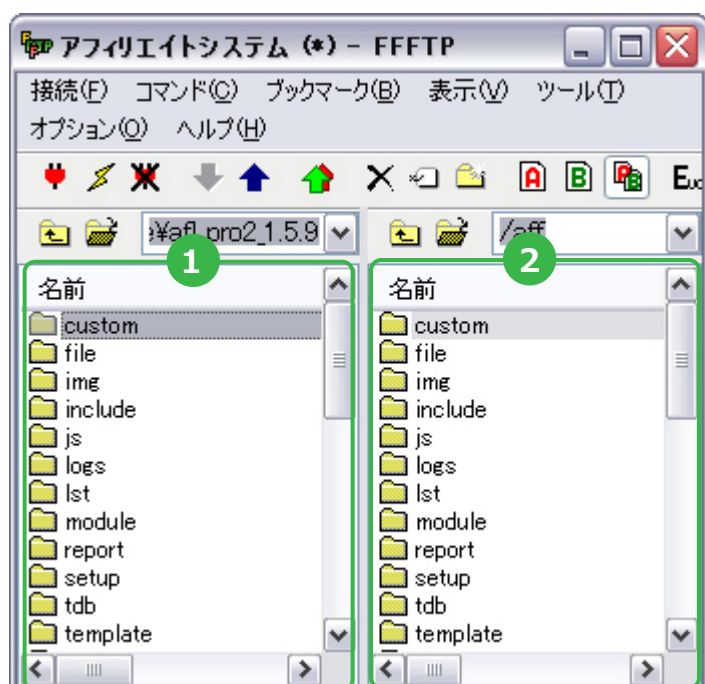 アフィリエイトシステム (*) - FFFTP
接続(F) コマンド(C) ブックマーク(B) 表示(V) ツール(T)
オプション(O) ヘルプ(H)
A B B Euc
¥afl_pro2_1.5.9 /aff
1 2
名前
custom
file
img
include
js
logs
lst
module
report
setup
tdb
template
名前
custom
file
img
include
js
logs
lst
module
report
setup
tdb
template